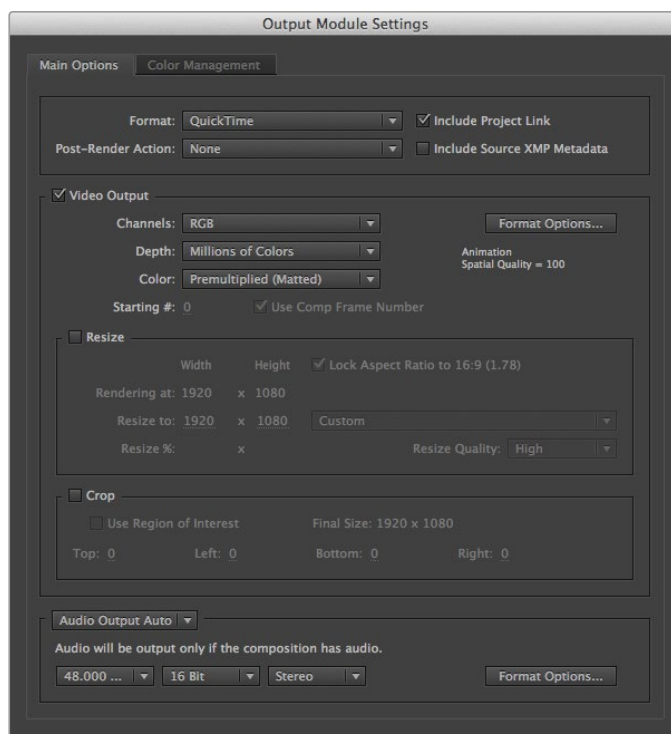 Output Module Settings
Main Options
Color Management
Format: QuickTime
Include Project Link
Post-Render Action: None
Include Source XMP Metadata
Video Output
Channels: RGB
Format Options...
Depth: Millions of Colors
Animation
Spatial Quality = 100
Color: Premultiplied (Matted)
Starting #: 0
Use Comp Frame Number
Resize
Width Height
Lock Aspect Ratio to 16:9 (1.78)
Rendering at: 1920 x 1080
Resize to: 1920 x 1080 Custom
Resize %: x
Resize Quality: High
Crop
Use Region of Interest
Final Size: 1920 x 1080
Top: 0 Left: 0 Bottom: 0 Right: 0
Audio Output Auto
Audio will be output only if the composition has audio.
48.000 ... 16 Bit Stereo
Format Options...